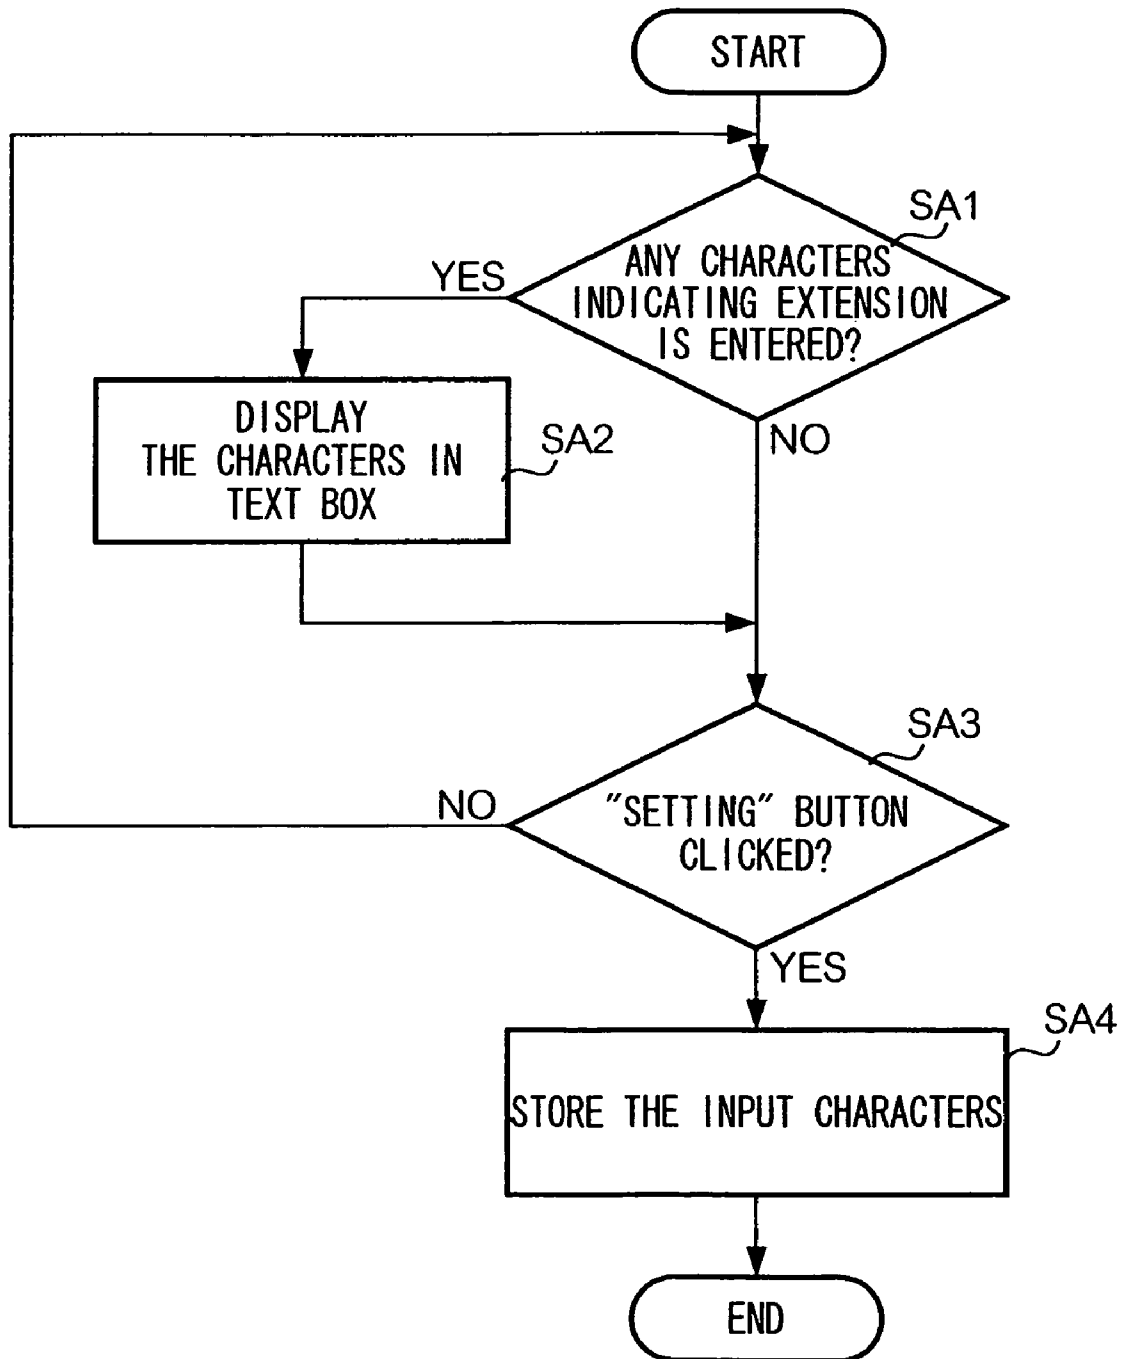 START
SA1
ANY CHARACTERS
INDICATING EXTENSION
IS ENTERED?
YES
NO
DISPLAY
THE CHARACTERS IN
TEXT BOX
SA2
SA3
"SETTING" BUTTON
CLICKED?
NO
YES
SA4
STORE THE INPUT CHARACTERS
END